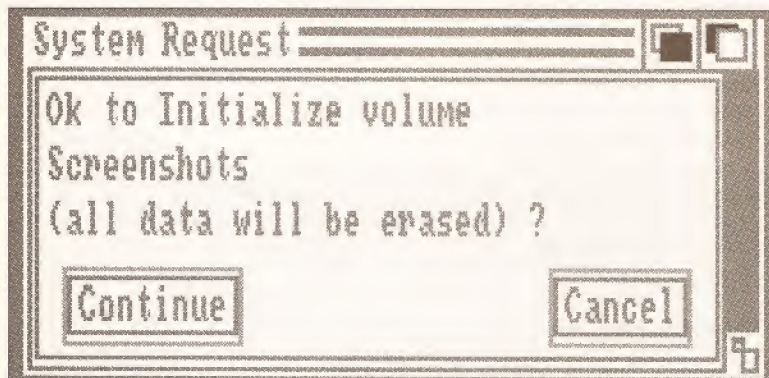 System Request
Ok to Initialize volume
Screenshots
(all data will be erased) ?
Continue
Cancel